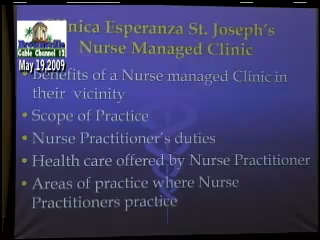 Clinica Esperanza St. Joseph's
Nurse Managed Clinic
Cable Channel 12
May 19,2009
• Benefits of a Nurse managed Clinic in
their vicinity
• Scope of Practice
• Nurse Practitioner's duties
• Health care offered by Nurse Practitioner
• Areas of practice where Nurse
Practitioners practice